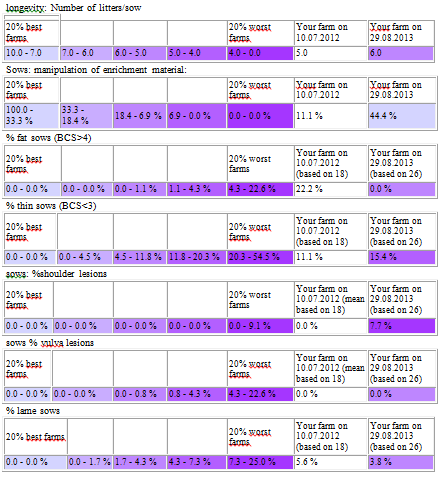 longevity: Number of litters/sow
20% best farms 20% worst farms Your farm on 10.07.2012 Your farm on 29.08.2013
10.0 - 7.0 7.0 - 6.0 6.0 - 5.0 5.0 - 4.0 4.0 - 0.0 5.0 6.0
Sows: manipulation of enrichment material:
20% best farms. 20% worst farms. Your farm on 10.07.2012 Your farm on 29.08.2013
100.0 - 33.3 % 33.3 - 18.4 % 18.4 - 6.9 % 6.9 - 0.0 % 0.0 - 0.0 % 11.1 % 44.4 %
% fat sows (BCS>4)
20% best farms. 20% worst farms Your farm on 10.07.2012 (based on 18) Your farm on 29.08.2013 (based on 26)
0.0 - 0.0 % 0.0 - 0.0 % 0.0 - 1.1 % 1.1 - 4.3 % 4.3 - 22.6 % 22.2 % 0.0 %
% thin sows (BCS<3)
20% best farms. 20% worst farms. Your farm on 10.07.2012 (based on 18) Your farm on 29.08.2013 (based on 26)
0.0 - 0.0 % 0.0 - 4.5 % 4.5 - 11.8 % 11.8 - 20.3 % 20.3 - 54.5 % 11.1 % 15.4 %
sows: %shoulder lesions
20% best farms. 20% worst farms Your farm on 10.07.2012 (mean based on 18) Your farm on 29.08.2013 (based on 26)
0.0 - 0.0 % 0.0 - 0.0 % 0.0 - 0.0 % 0.0 - 0.0 % 0.0 - 9.1 % 0.0 % 7.7 %
sows % vulva lesions
20% best farms. 20% worst farms. Your farm on 10.07.2012 (mean based on 18) Your farm on 29.08.2013 (based on 26)
0.0 - 0.0 % 0.0 - 0.0 % 0.0 - 0.8 % 0.8 - 4.3 % 4.3 - 22.6 % 0.0 % 0.0 %
% lame sows
20% best farms. 20% worst farms. Your farm on 10.07.2012 (based on 18) Your farm on 29.08.2013 (based on 26)
0.0 - 0.0 % 0.0 - 1.7 % 1.7 - 4.3 % 4.3 - 7.3 % 7.3 - 25.0 % 5.6 % 3.8 %